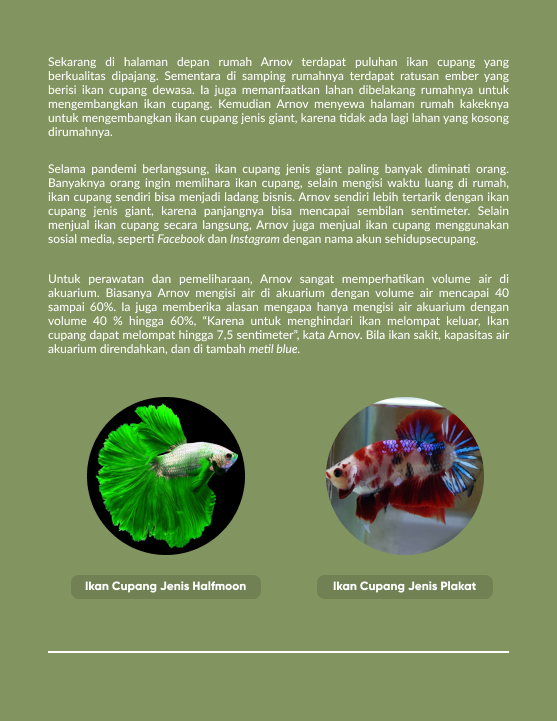 Sekarang di halaman depan rumah Arnov terdapat puluhan ikan cupang yang
berkualitas dipajang. Sementara di samping rumahnya terdapat ratusan ember yang
berisi ikan cupang dewasa. Ia juga memanfaatkan lahan dibelakang rumahnya untuk
mengembangkan ikan cupang. Kemudian Arnov menyewa halaman rumah kakeknya
untuk mengembangkan ikan cupang jenis giant, karena tidak ada lagi lahan yang kosong
dirumahnya.
Selama pandemi berlangsung, ikan cupang jenis giant paling banyak diminati orang.
Banyaknya orang ingin memlihara ikan cupang, selain mengisi waktu luang di rumah,
ikan cupang sendiri bisa menjadi ladang bisnis. Arnov sendiri lebih tertarik dengan ikan
cupang jenis giant, karena panjangnya bisa mencapai sembilan sentimeter. Selain
menjual ikan cupang secara langsung, Arnov juga menjual ikan cupang menggunakan
sosial media, seperti Facebook dan Instagram dengan nama akun sehidupsecupang.
Untuk perawatan dan pemeliharaan, Arnov sangat memperhatikan volume air di
akuarium. Biasanya Arnov mengisi air di akuarium dengan volume air mencapai 40
sampai 60%. Ia juga memberika alasan mengapa hanya mengisi air akuarium dengan
volume 40 % hingga 60%, “Karena untuk menghindari ikan melompat keluar, Ikan
cupang dapat melompat hingga 7,5 sentimeter”, kata Arnov. Bila ikan sakit, kapasitas air
akuarium direndahkan, dan di tambah metil blue.
Ikan Cupang Jenis Halfmoon
Ikan Cupang Jenis Plakat